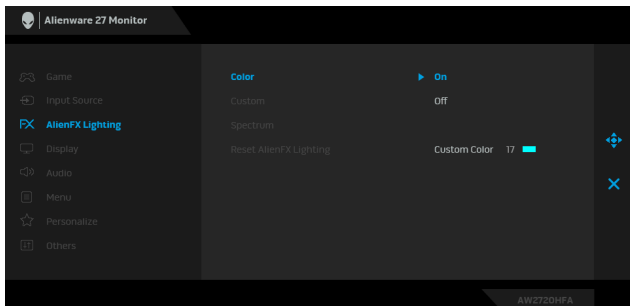 Alienware 27 Monitor
Game
Input Source
FX AlienFX Lighting
Display
Audio
Menu
Personalize
Others
Color
Custom
Spectrum
Reset AlienFX Lighting
On
Off
Custom Color 17
AW2720HFA